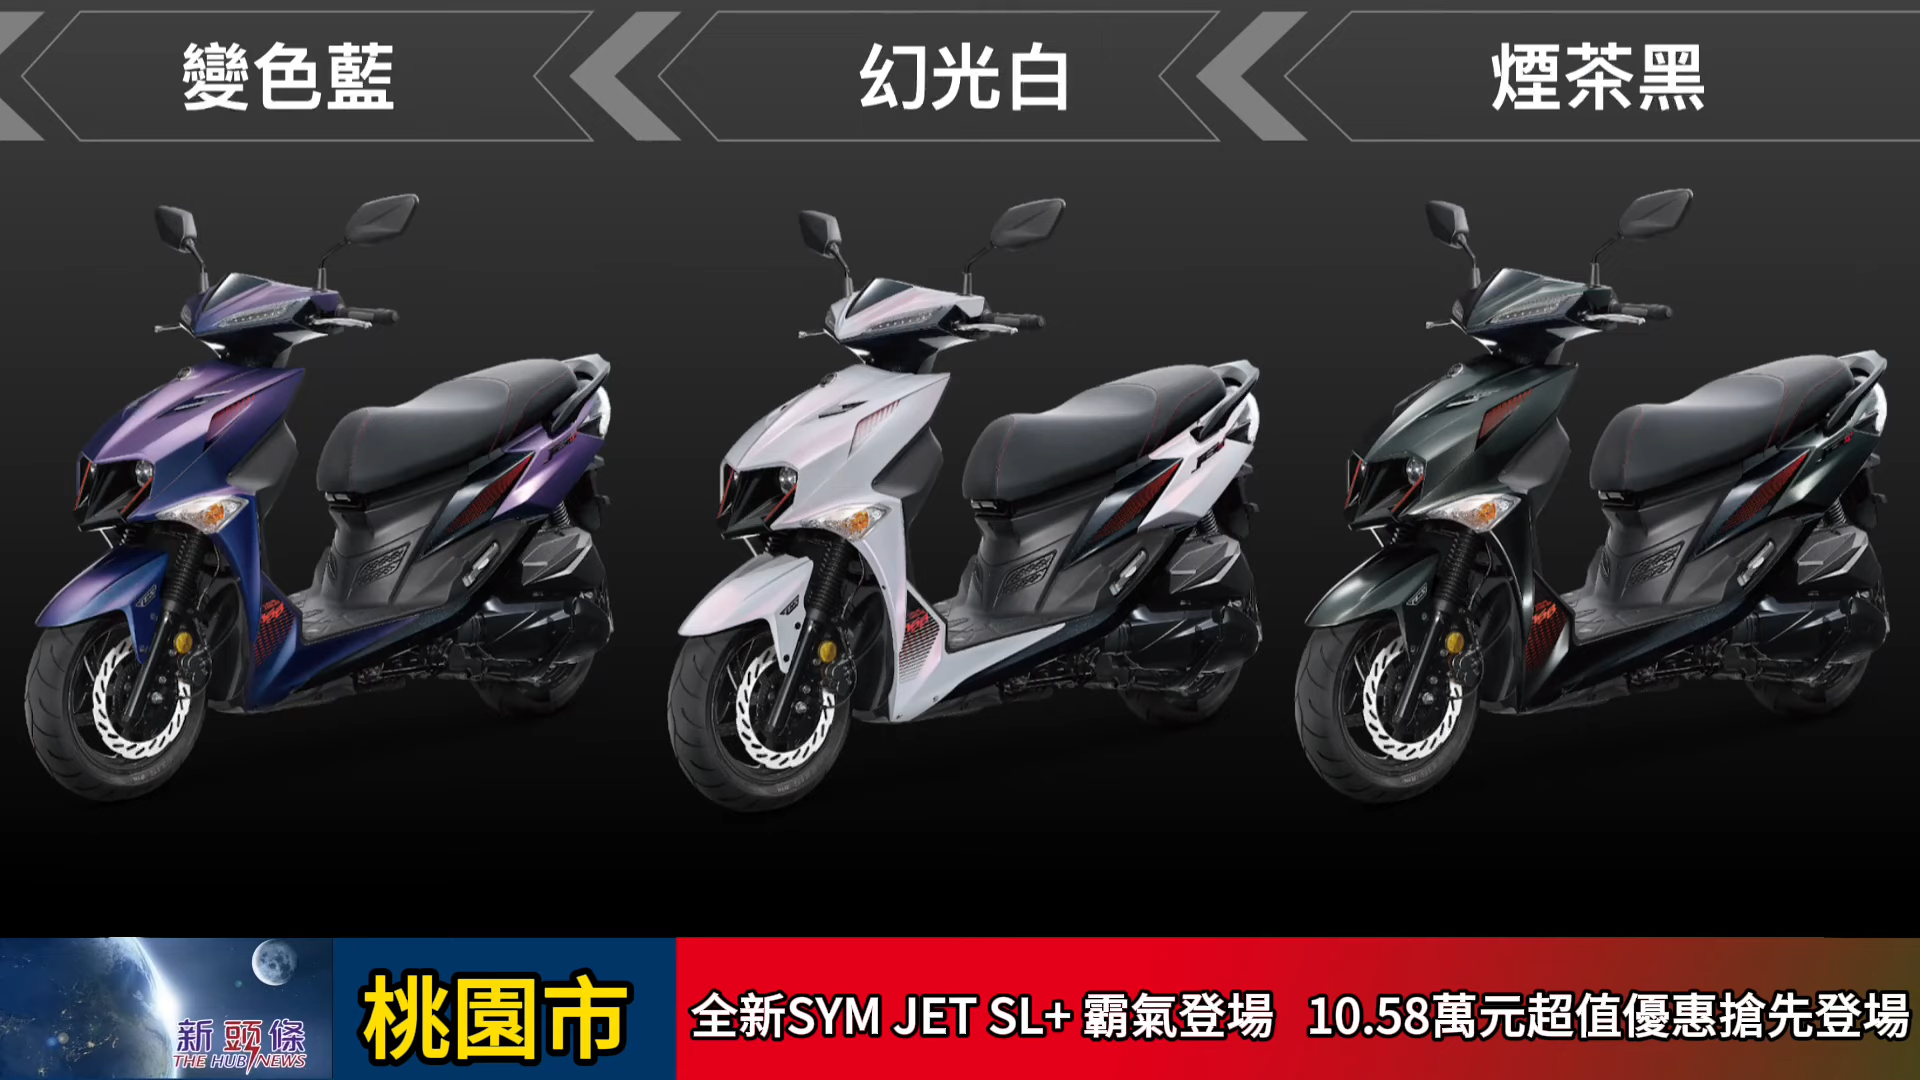 變色藍
幻光白
煙茶黑
新頭條
THE HUB NEWS
桃園市
全新SYM JET SL+ 霸氣登場 10.58萬元超值優惠搶先登場